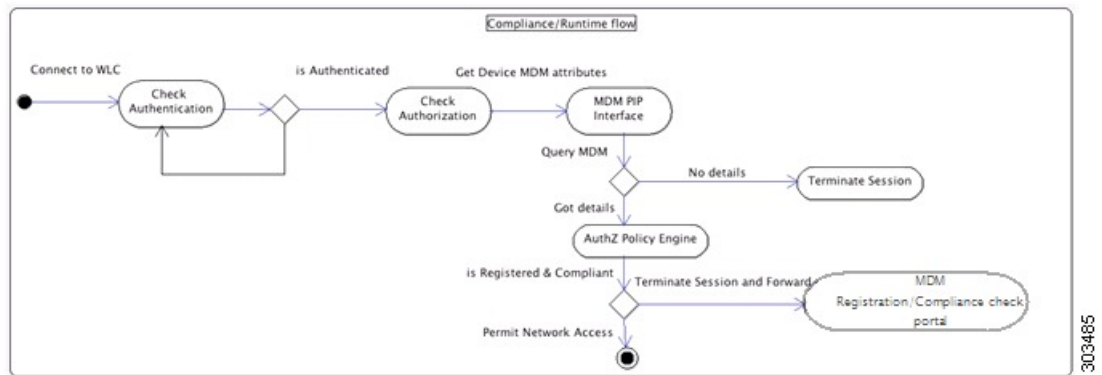 Compliance/Runtime flow
Connect to WLC
is Authenticated
Get Device MDM attributes
Check
Authentication
Check
Authorization
MDM PIP
Interface
Query MDM
No details
Terminate Session
Got details
AuthZ Policy Engine
is Registered & Compliant
Terminate Session and Forward
MDM
Registration/Compliance check
portal
Permit Network Access
303485